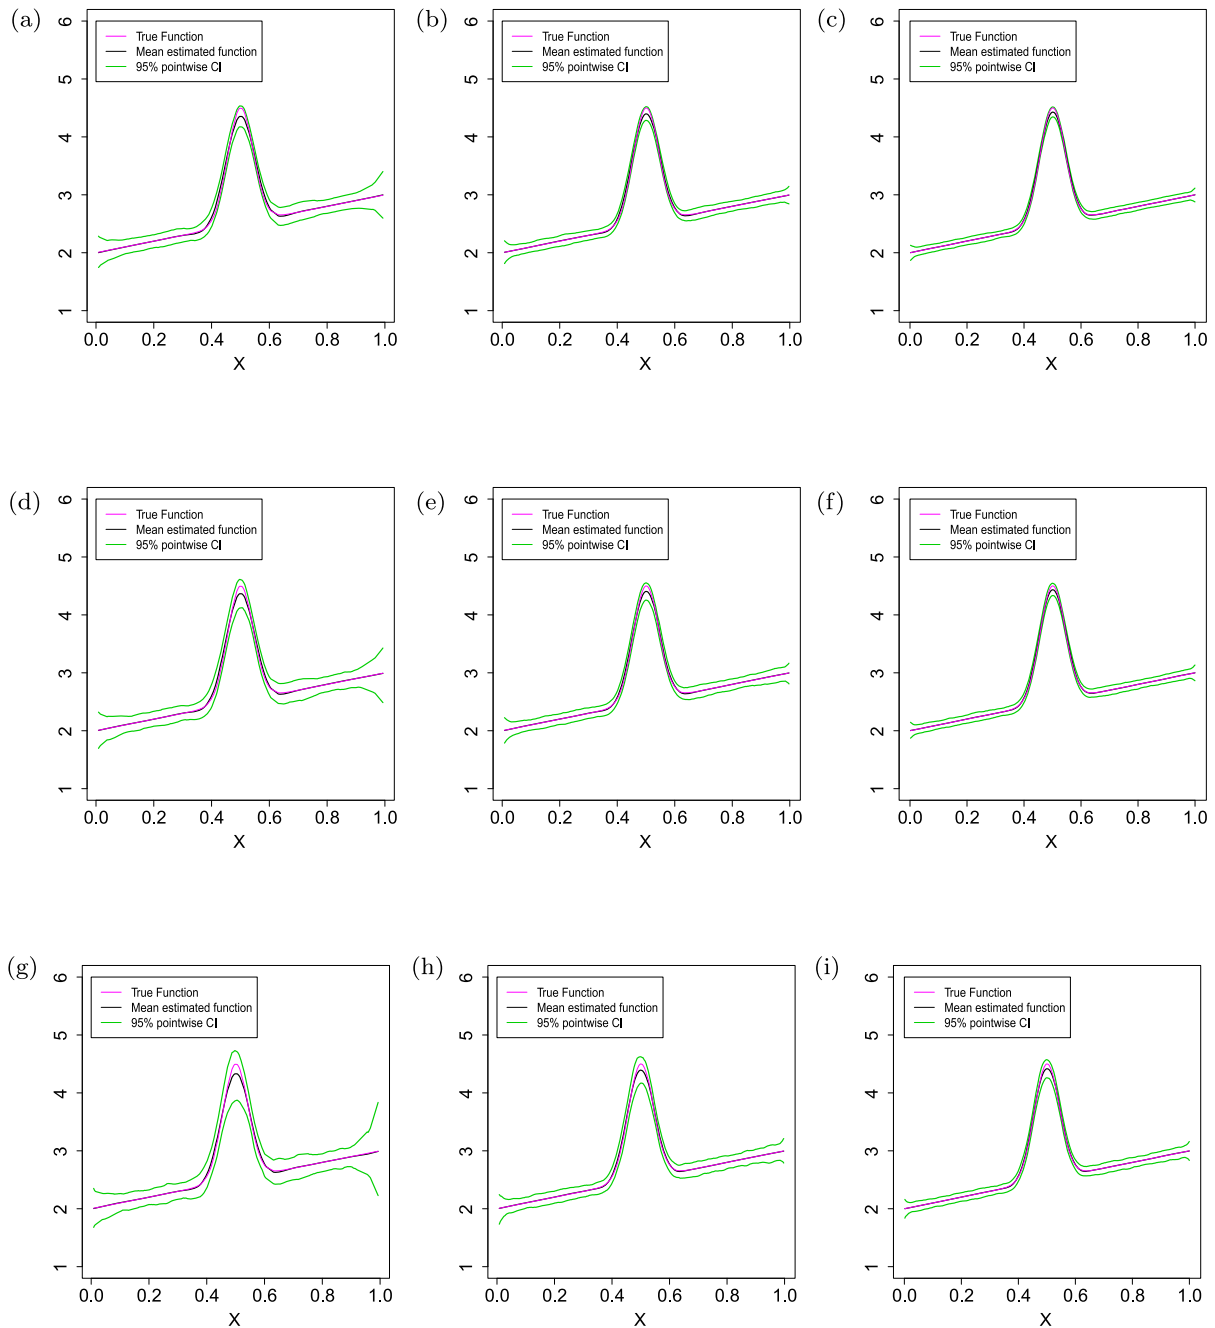 (a)
True Function
Mean estimated function
95% pointwise CI
6
5
4
3
2
1
0.0 0.2 0.4 0.6 0.8 1.0
X
(b)
True Function
Mean estimated function
95% pointwise CI
6
5
4
3
2
1
0.0 0.2 0.4 0.6 0.8 1.0
X
(c)
True Function
Mean estimated function
95% pointwise CI
6
5
4
3
2
1
0.0 0.2 0.4 0.6 0.8 1.0
X
(d)
True Function
Mean estimated function
95% pointwise CI
6
5
4
3
2
1
0.0 0.2 0.4 0.6 0.8 1.0
X
(e)
True Function
Mean estimated function
95% pointwise CI
6
5
4
3
2
1
0.0 0.2 0.4 0.6 0.8 1.0
X
(f)
True Function
Mean estimated function
95% pointwise CI
6
5
4
3
2
1
0.0 0.2 0.4 0.6 0.8 1.0
X
(g)
True Function
Mean estimated function
95% pointwise CI
6
5
4
3
2
1
0.0 0.2 0.4 0.6 0.8 1.0
X
(h)
True Function
Mean estimated function
95% pointwise CI
6
5
4
3
2
1
0.0 0.2 0.4 0.6 0.8 1.0
X
(i)
True Function
Mean estimated function
95% pointwise CI
6
5
4
3
2
1
0.0 0.2 0.4 0.6 0.8 1.0
X